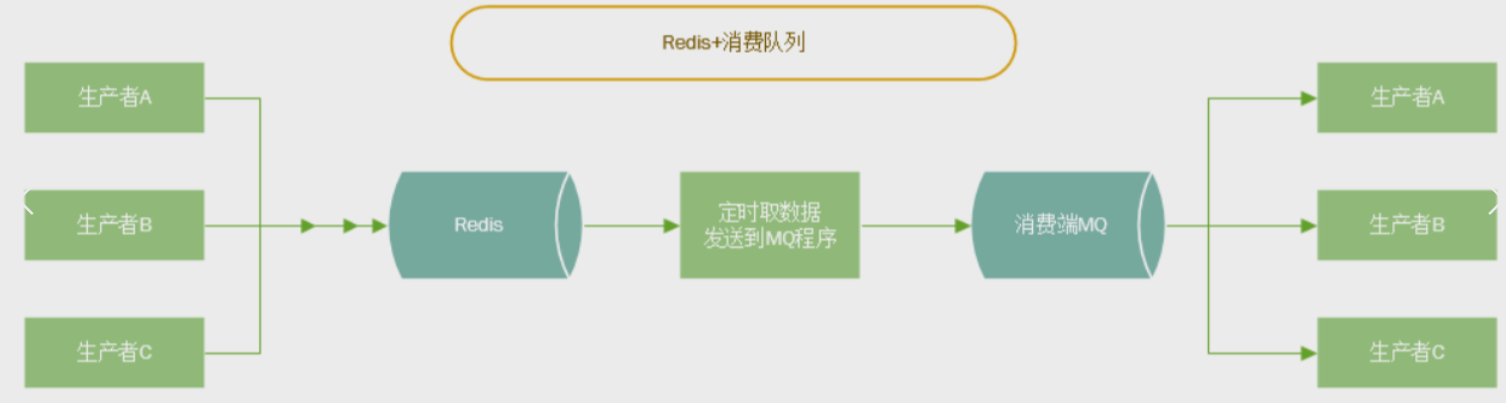 Redis+消费队列
生产者A
生产者B
生产者C
Redis
定时取数据
发送到MQ程序
消费端MQ
生产者A
生产者B
生产者C